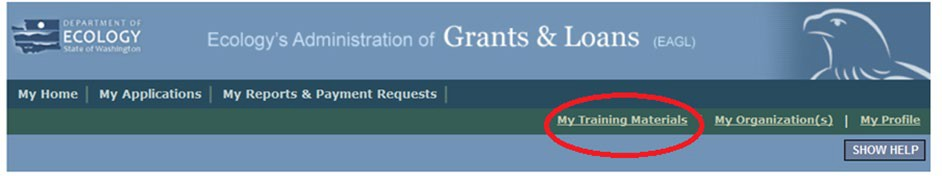 DEPARTMENT OF
ECOLOGY
State of Washington
Ecology's Administration of Grants & Loans (EAGL)
My Home | My Applications | My Reports & Payment Requests |
My Training Materials My Organization(s) | My Profile
SHOW HELP